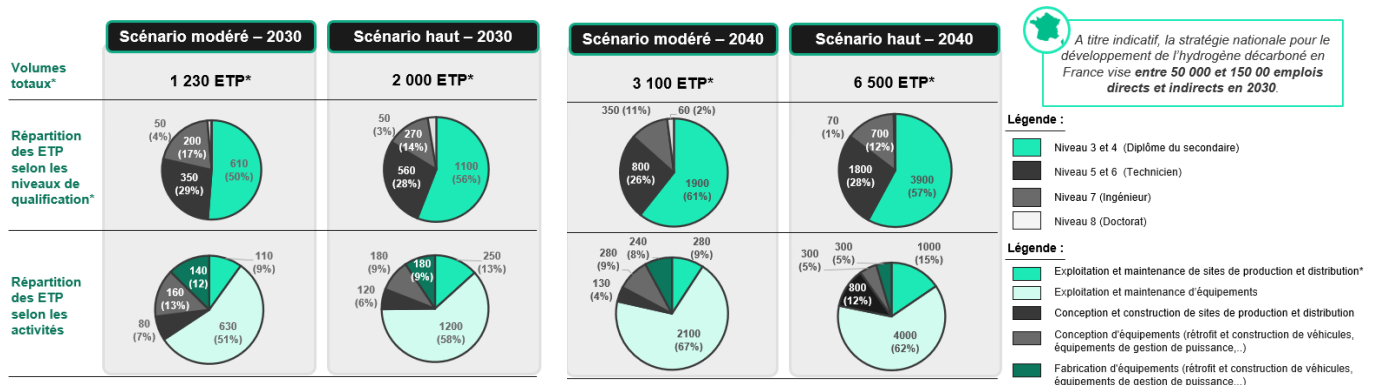 Scénario modéré – 2030
Scénario haut – 2030
Scénario modéré – 2040
Scénario haut – 2040
A titre indicatif, la stratégie nationale pour le
développement de l'hydrogène décarboné en
France vise entre 50 000 et 150 00 emplois
directs et indirects en 2030.
Volumes
totaux*
1 230 ETP*
2 000 ETP*
3 100 ETP*
6 500 ETP*
Répartition
des ETP
selon les
niveaux de
qualification*
50
(4%)
200
(17%)
350
(29%)
610
(50%)
50
(3%)
270
(14%)
560
(28%)
1100
(56%)
350 (11%)
60 (2%)
800
(26%)
1900
(61%)
70
(1%)
700
(12%)
1800
(28%)
3900
(57%)
Légende :
Niveau 3 et 4 (Diplôme du secondaire)
Niveau 5 et 6 (Technicien)
Niveau 7 (Ingénieur)
Niveau 8 (Doctorat)
Répartition
des ETP
selon les
activités
140
(12)
110
(9%)
160
(13%)
80
(7%)
630
(51%)
180
(9%)
180
(9%)
250
(13%)
120
(6%)
1200
(58%)
240
(8%)
280
(9%)
280
(9%)
130
(4%)
2100
(67%)
300
(5%)
300
(5%)
1000
(15%)
800
(12%)
4000
(62%)
Légende :
Exploitation et maintenance de sites de production et distribution*
Exploitation et maintenance d'équipements
Conception et construction de sites de production et distribution
Conception d'équipements (rétrofit et construction de véhicules,
équipements de gestion de puissance,..)
Fabrication d'équipements (rétrofit et construction de véhicules,
équipements de gestion de puissance,..)